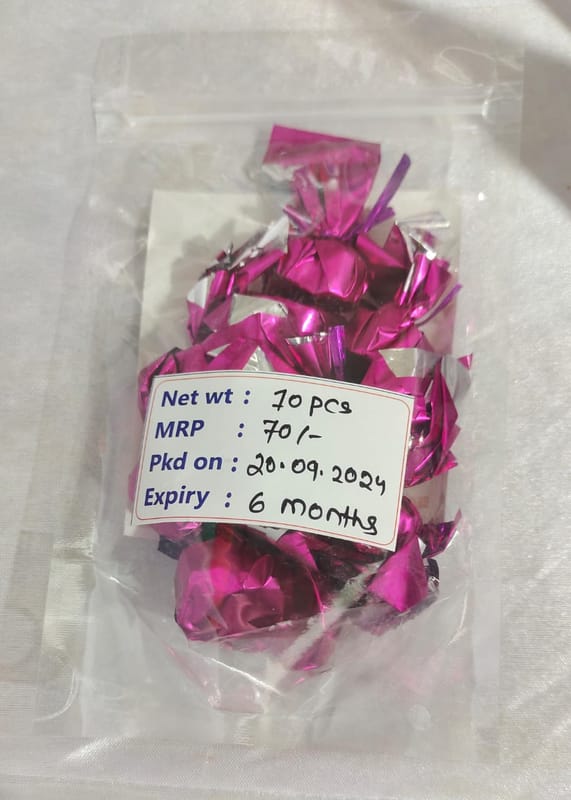 Net wt : 10 pcs
MRP : 70/-
Pkd on : 20.09.2024
Expiry : 6 months